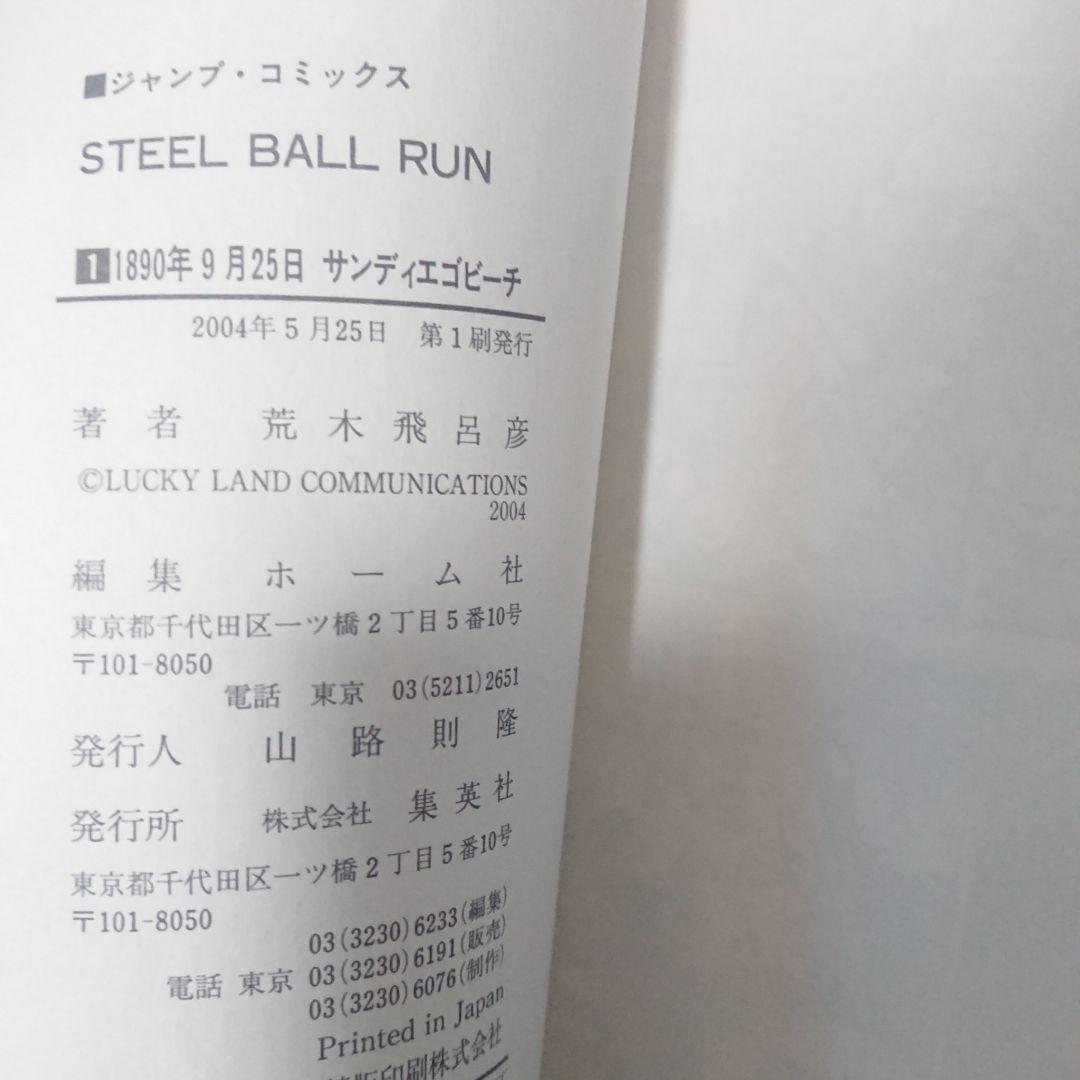 ■ジャンプ・コミックス
STEEL BALL RUN
1 1890年9月25日 サンディエゴビーチ
2004年5月25日 第1刷発行
著者 荒木飛呂彦
©LUCKY LAND COMMUNICATIONS
2004
編集 ホーム社
東京都千代田区一ツ橋2丁目5番10号
〒101-8050
電話 東京 03(5211)2651
発行人 山路則隆
発行所 株式会社 集英社
東京都千代田区一ツ橋2丁目5番10号
〒101-8050
03(3230)6233(編集)
電話 東京 03(3230)6191(販売)
03(3230)6076(制作)
Printed in Japan
印刷株式会社